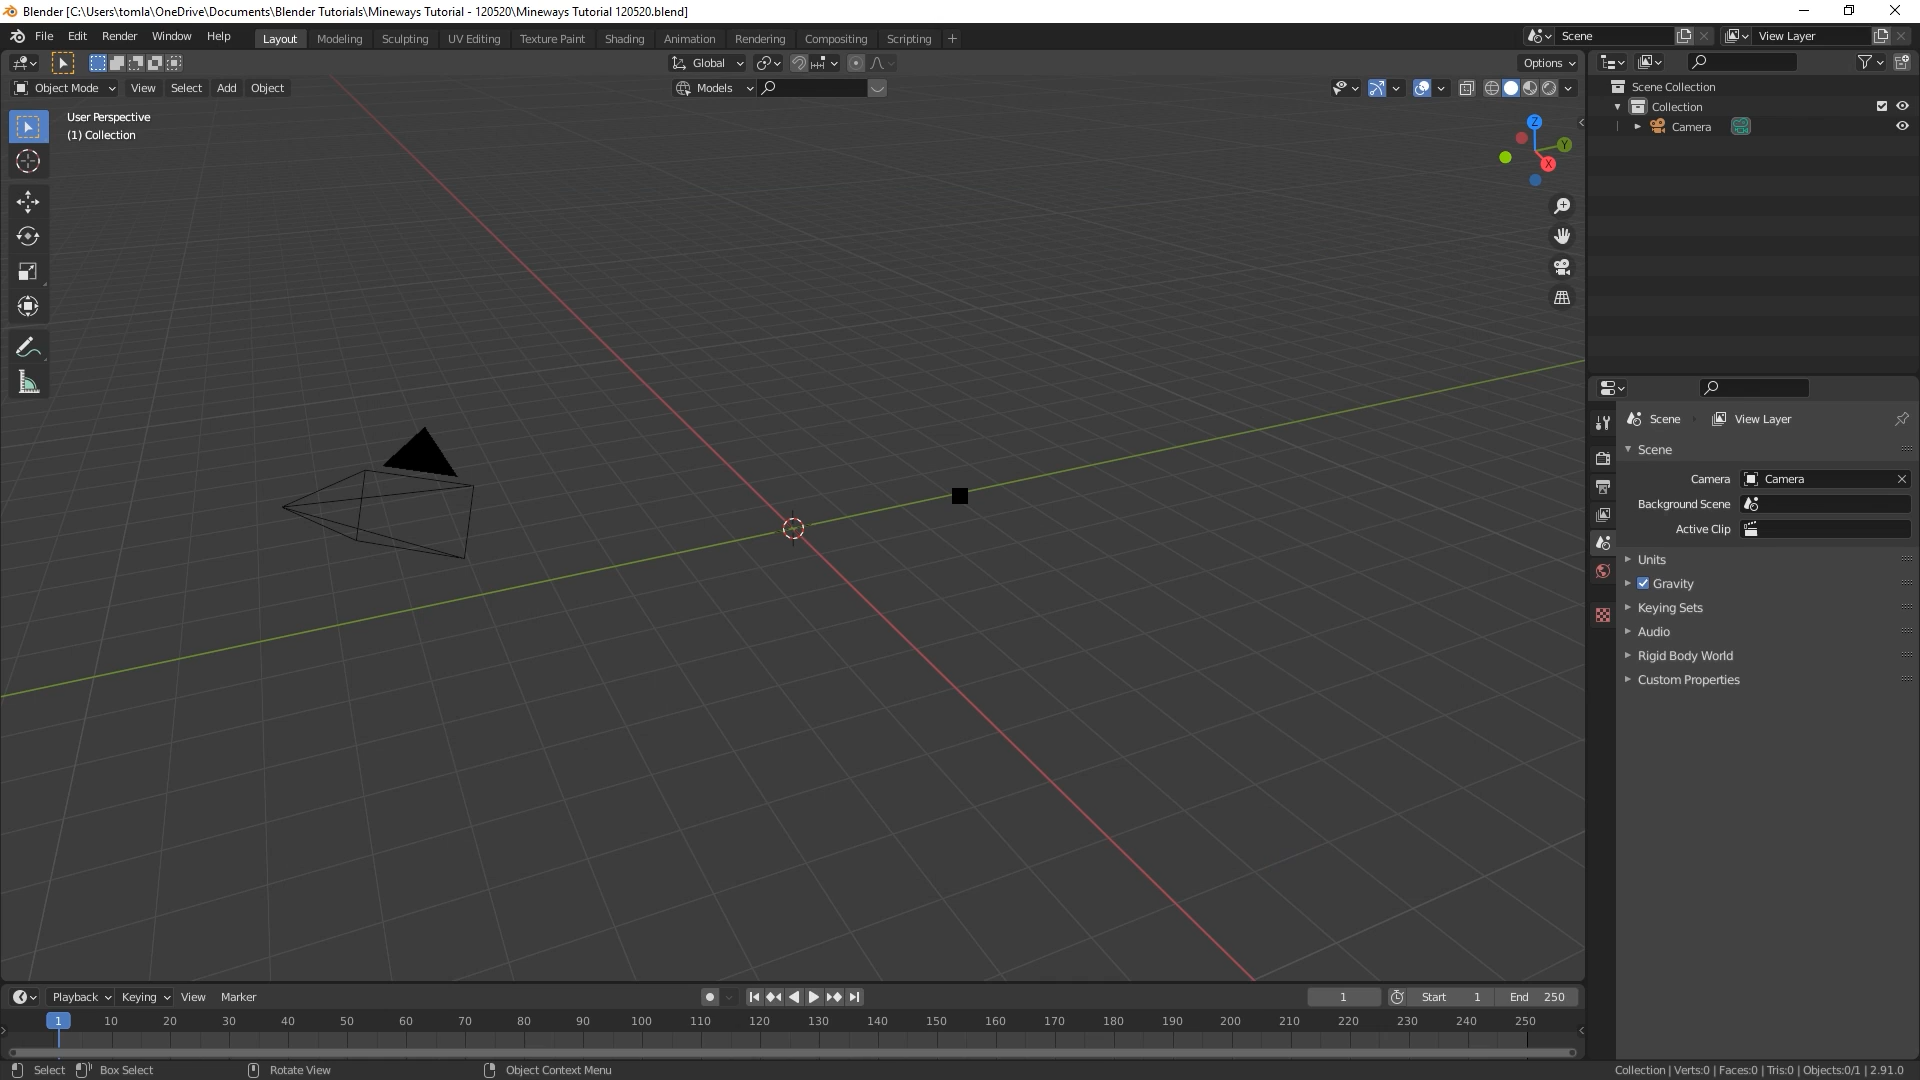 Blender [C:\Users\tomla\OneDrive\Documents\Blender Tutorials\Mineways Tutorial - 120520\Mineways Tutorial 120520.blend]
File Edit Render Window Help Layout Modeling Sculpting UV Editing Texture Paint Shading Animation Rendering Compositing Scripting + Scene View Layer
Global Options
Object Mode View Select Add Object Models
User Perspective
(1) Collection
Z
Y
X
Scene Collection
Collection
Camera
Scene View Layer
Scene
Camera Camera
Background Scene
Active Clip
Units
Gravity
Keying Sets
Audio
Rigid Body World
Custom Properties
Playback Keying View Marker 1 Start 1 End 250
1 10 20 30 40 50 60 70 80 90 100 110 120 130 140 150 160 170 180 190 200 210 220 230 240 250
Select Box Select Rotate View Object Context Menu Collection | Verts:0 | Faces:0 | Tris:0 | Objects:0/1 | 2.91.0